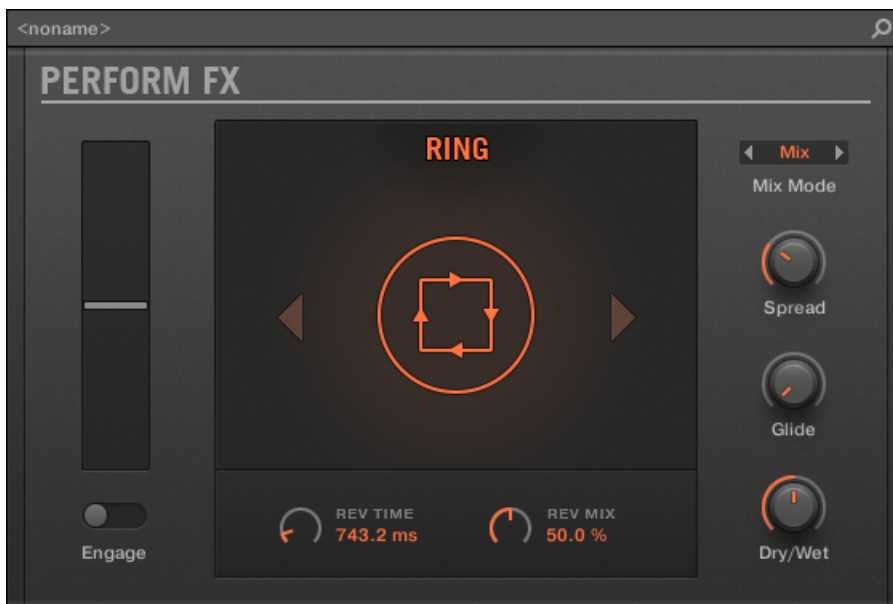 <noname>
PERFORM FX
RING
Mix
Mix Mode
Spread
Glide
REV TIME
743.2 ms
REV MIX
50.0 %
Engage
Dry/Wet